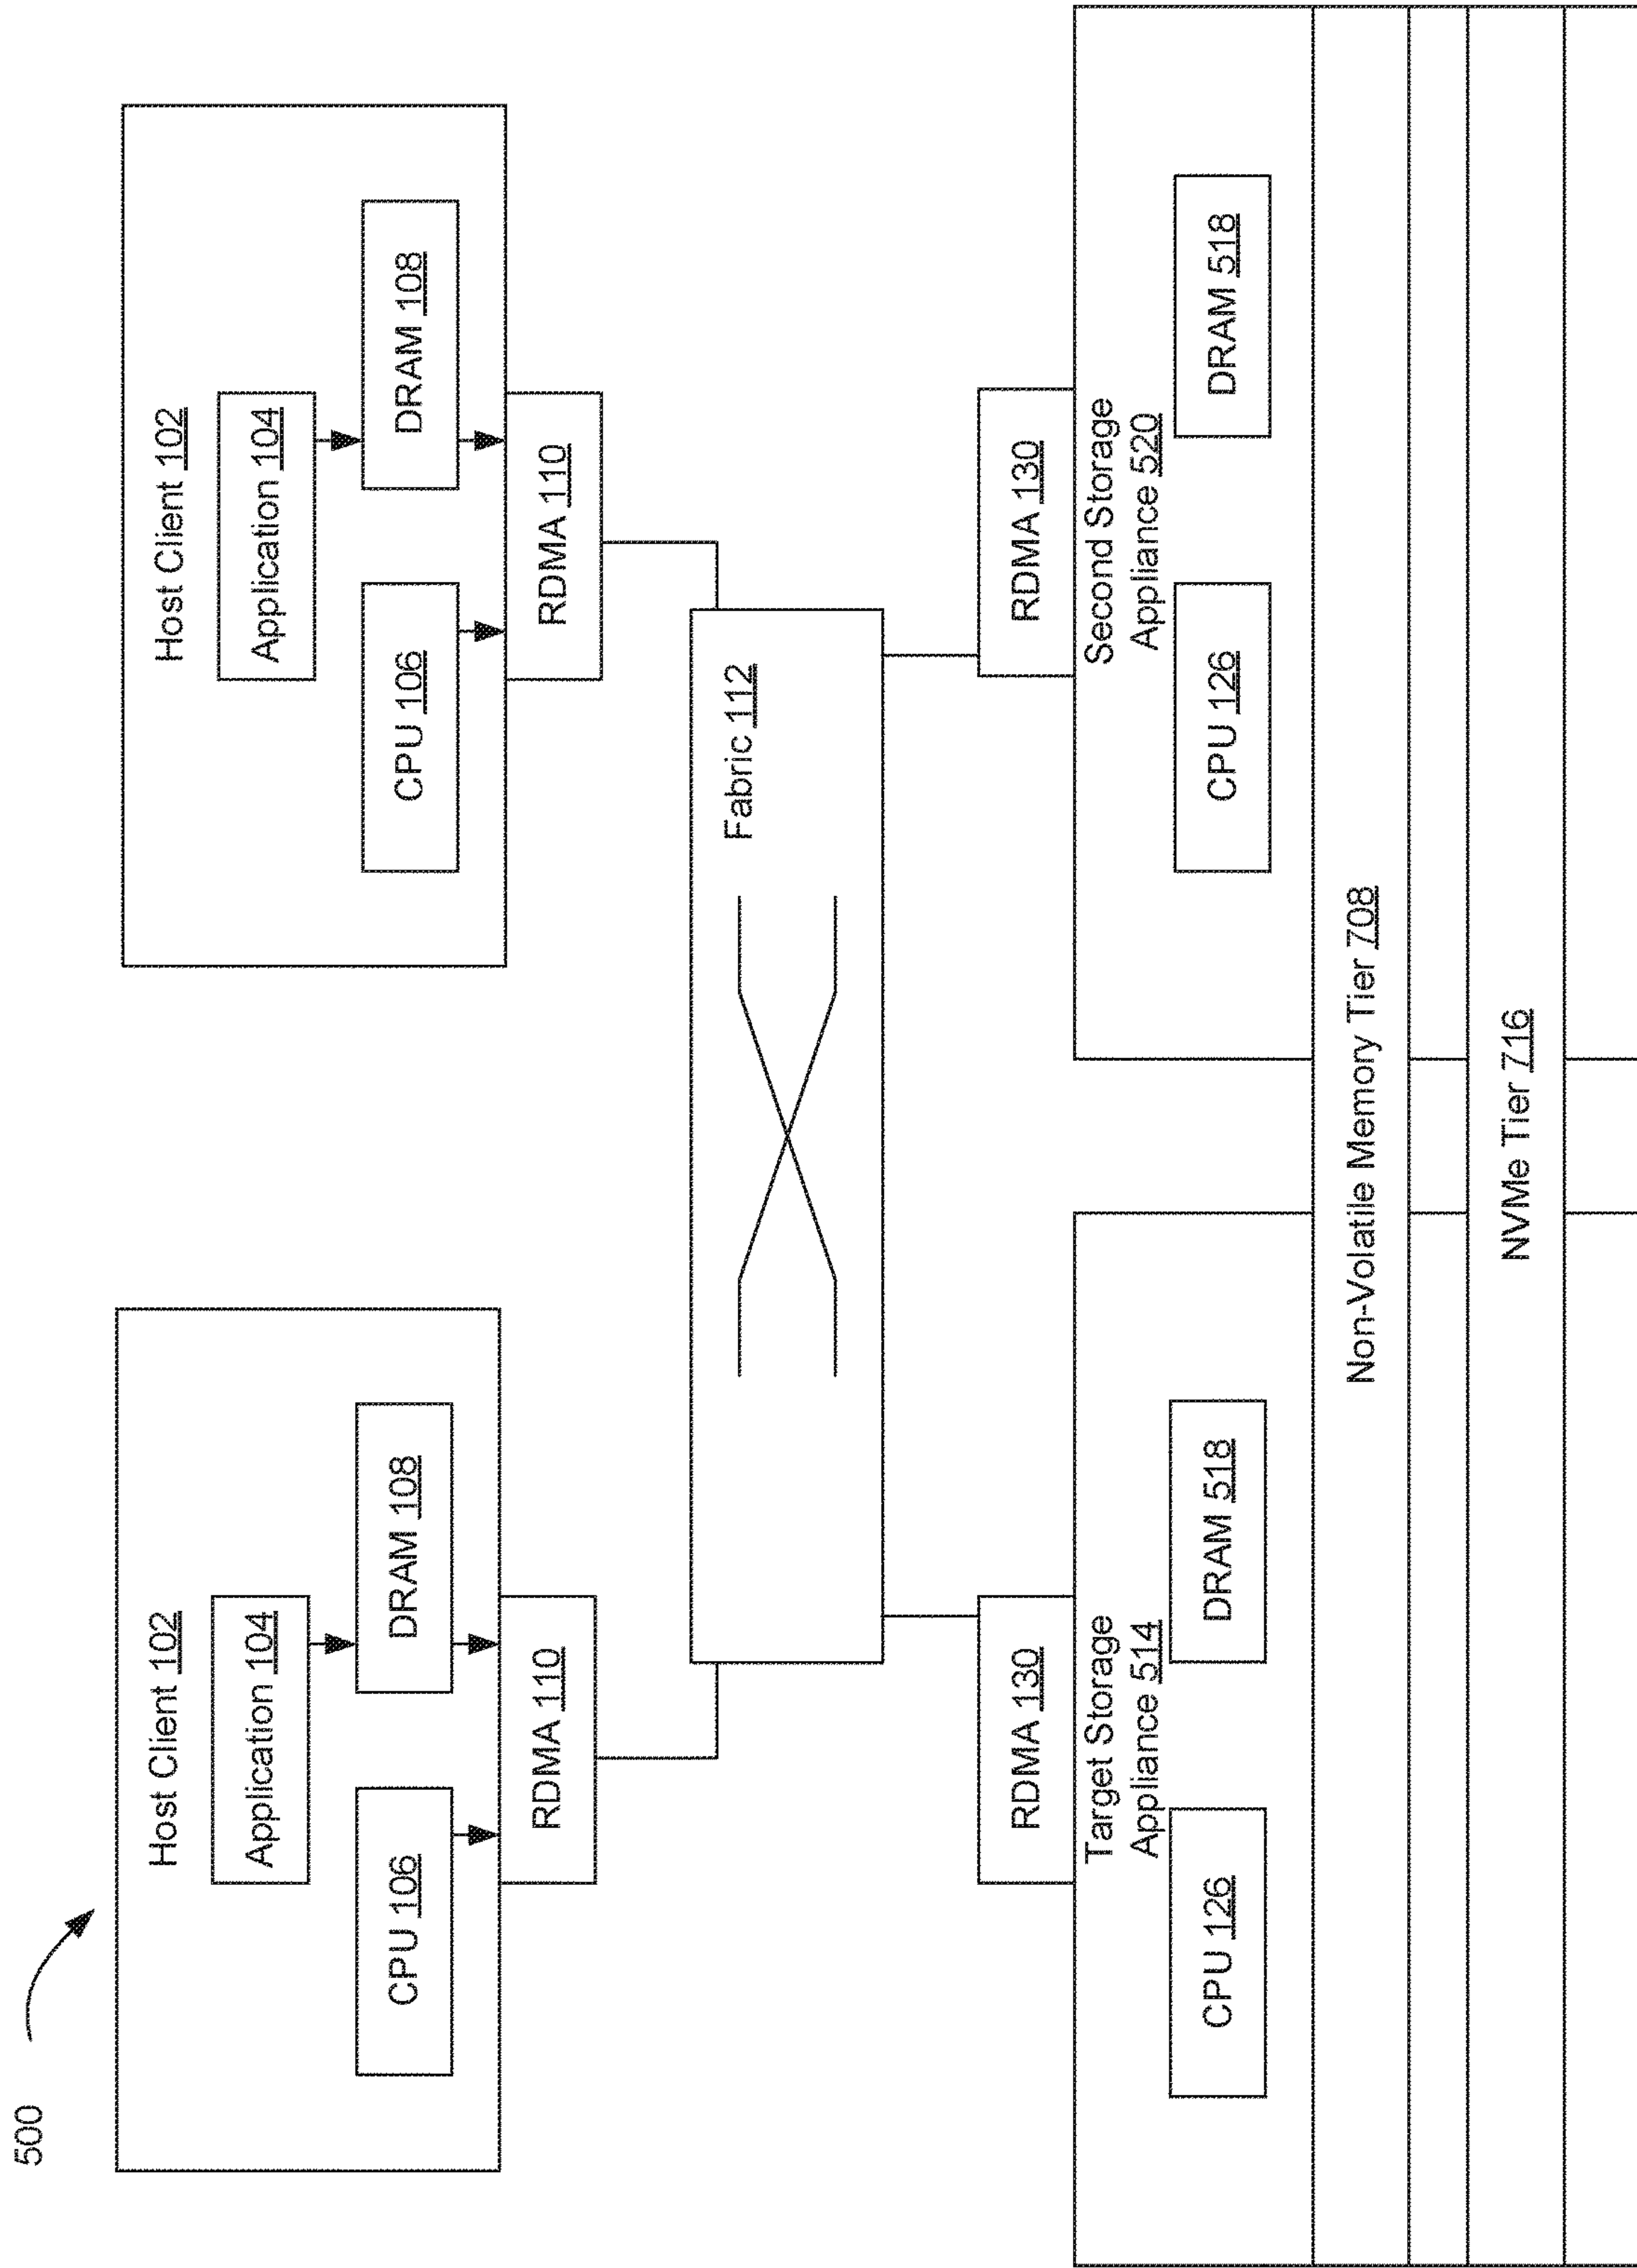 500
Host Client 102
Application 104
CPU 106
DRAM 108
RDMA 110
Host Client 102
Application 104
CPU 106
DRAM 108
RDMA 110
Fabric 112
RDMA 130
Target Storage
Appliance 514
CPU 126
DRAM 518
RDMA 130
Second Storage
Appliance 520
CPU 126
DRAM 518
Non-Volatile Memory Tier 708
NVMe Tier 716